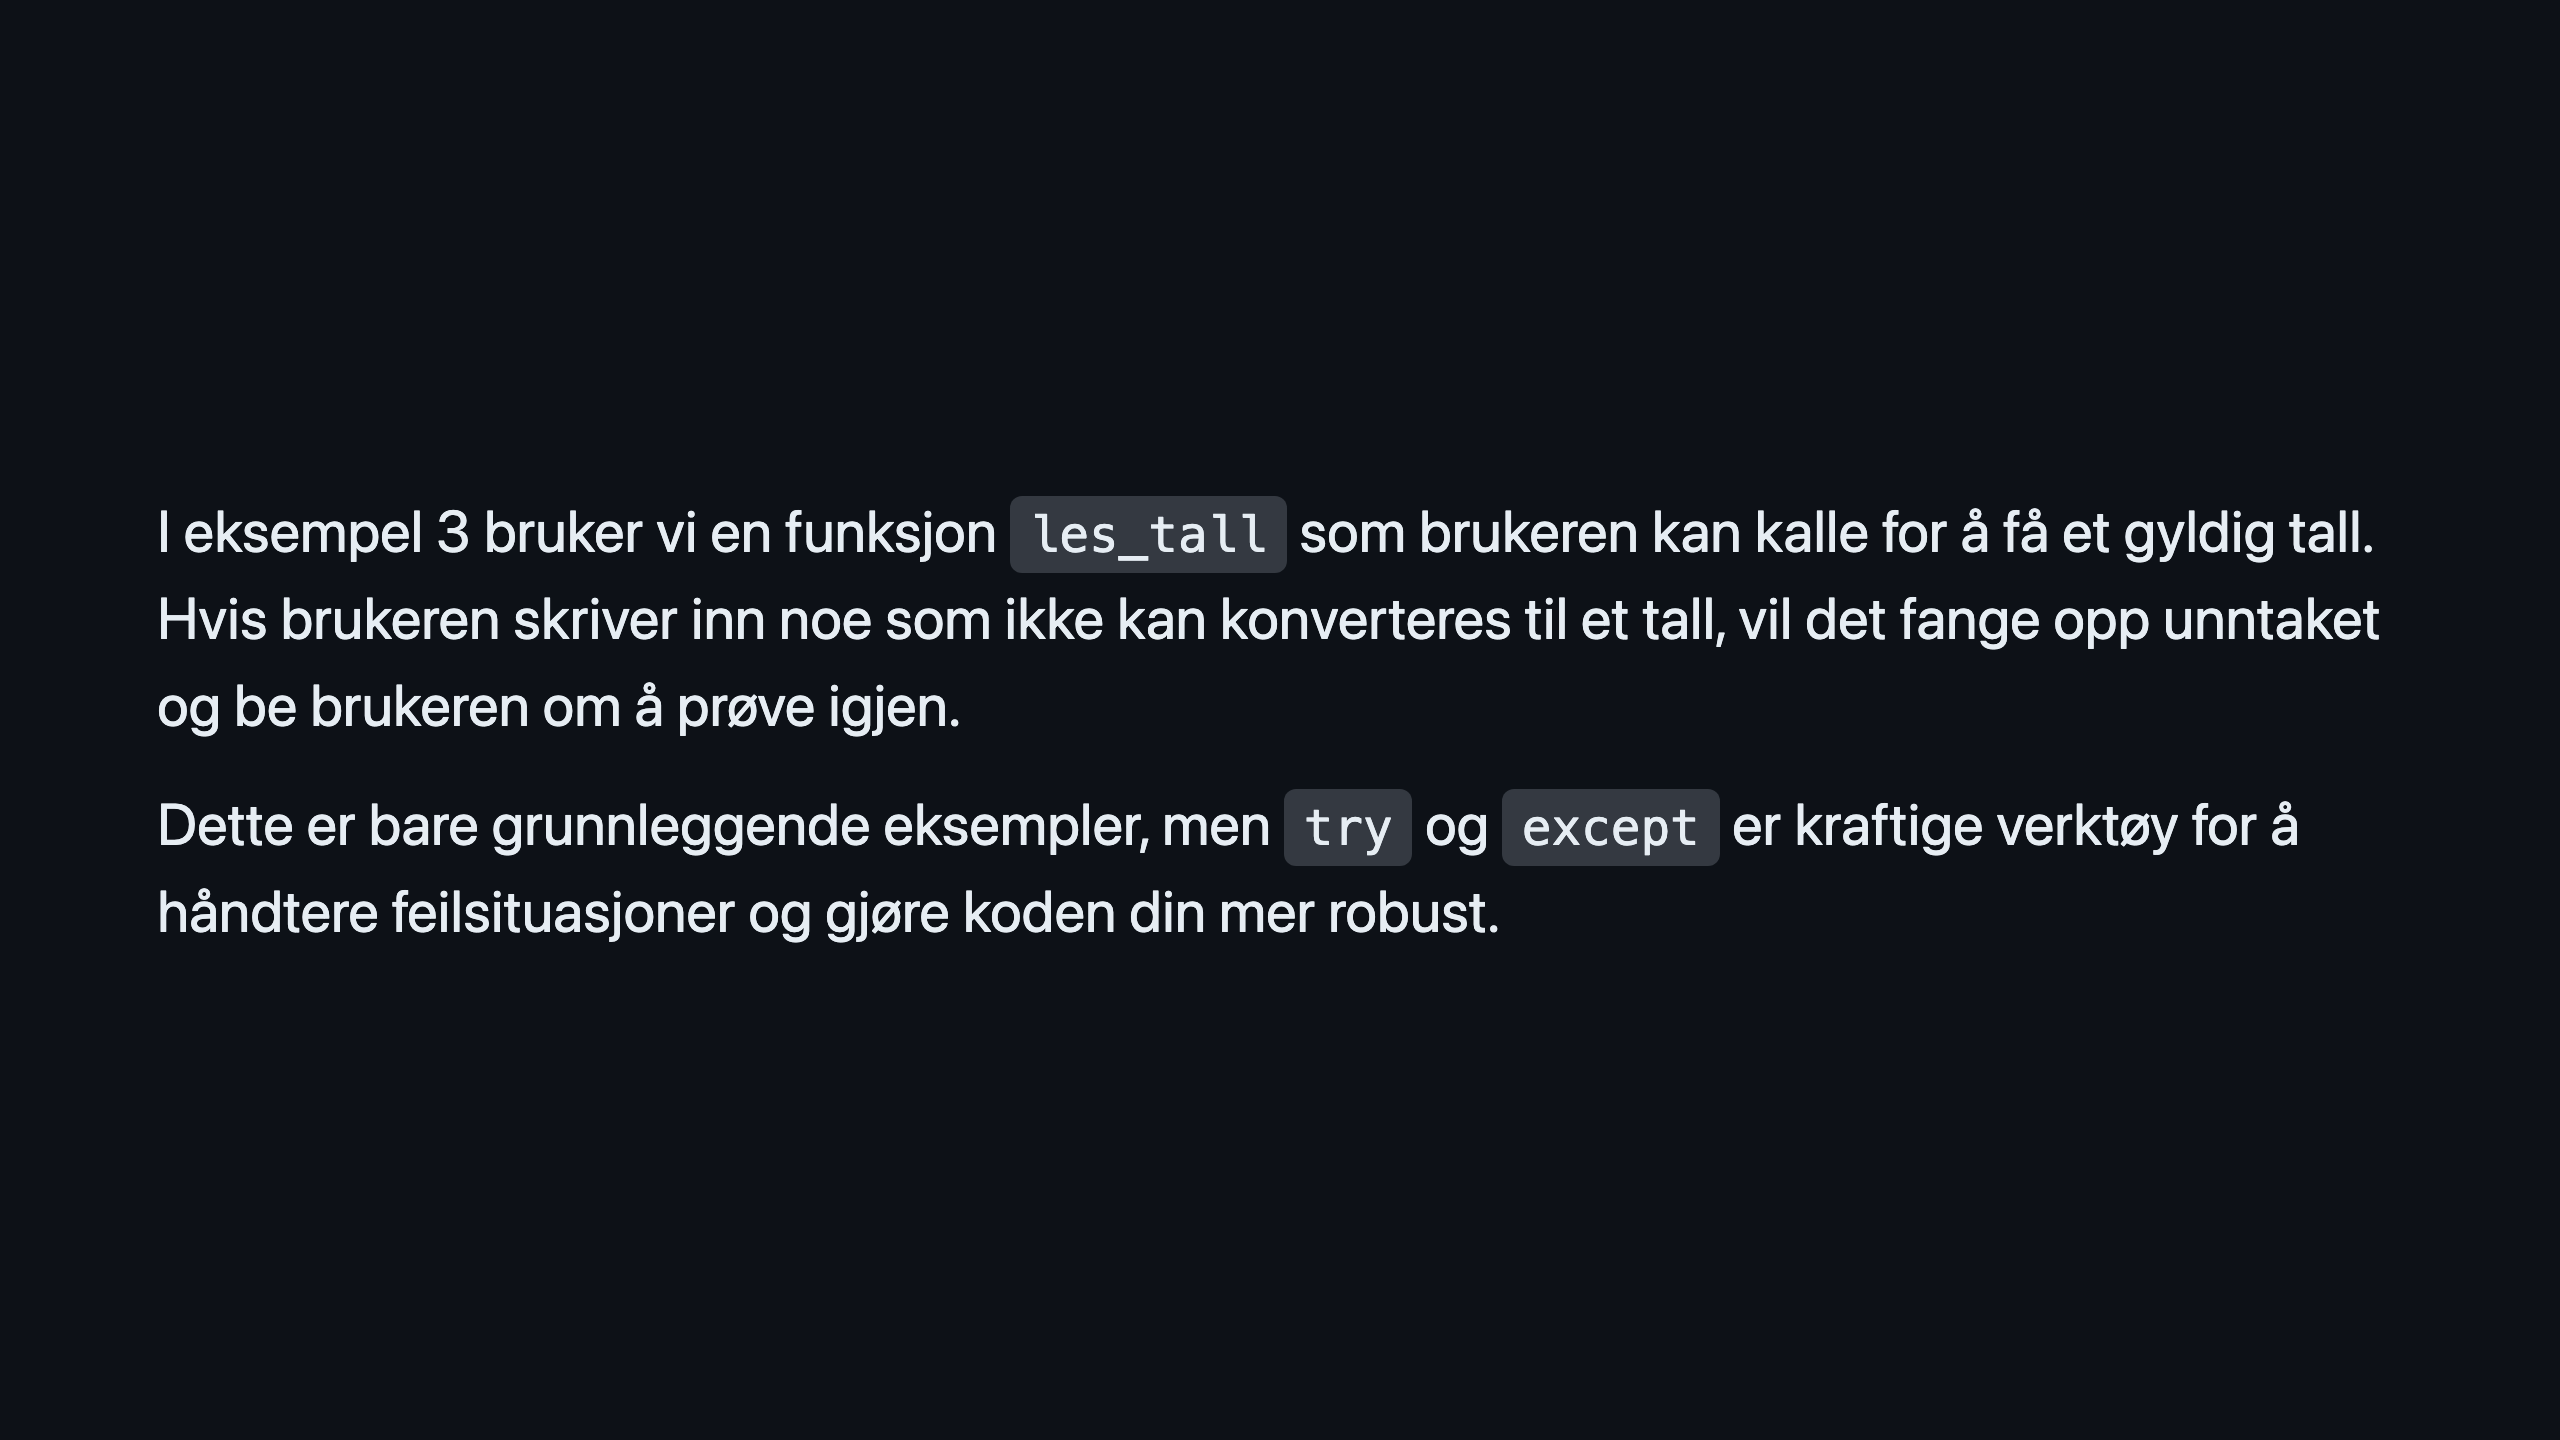 I eksempel 3 bruker vi en funksjon les_tall som brukeren kan kalle for å få et gyldig tall.
Hvis brukeren skriver inn noe som ikke kan konverteres til et tall, vil det fange opp unntaket
og be brukeren om å prøve igjen.
Dette er bare grunnleggende eksempler, men try og except er kraftige verktøy for å
håndtere feilsituasjoner og gjøre koden din mer robust.